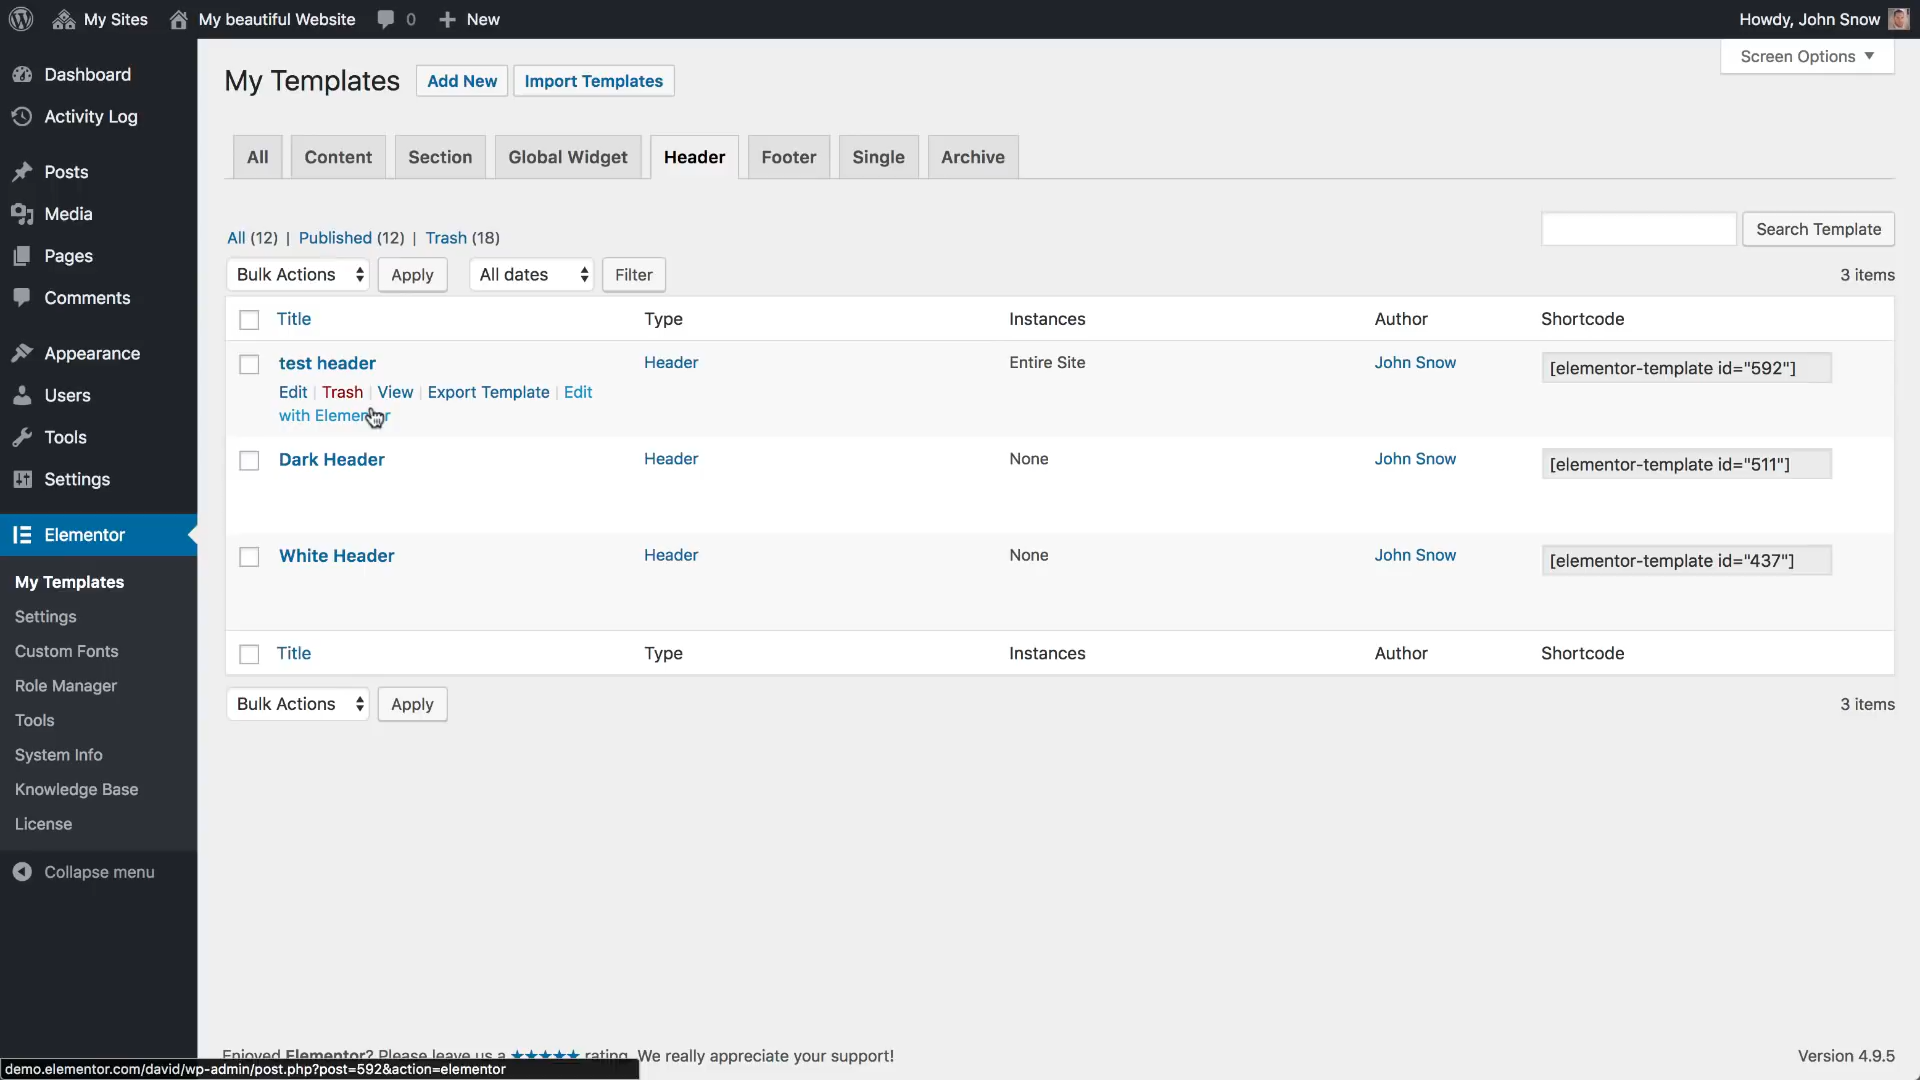 My Sites My beautiful Website 0 New Howdy, John Snow
Screen Options
Dashboard
Activity Log
Posts
Media
Pages
Comments
Appearance
Users
Tools
Settings
Elementor
My Templates
Settings
Custom Fonts
Role Manager
Tools
System Info
Knowledge Base
License
Collapse menu
My Templates Add New Import Templates
All Content Section Global Widget Header Footer Single Archive
All (12) | Published (12) | Trash (18)
Search Template
Bulk Actions Apply All dates Filter 3 items
Title Type Instances Author Shortcode
test header Header Entire Site John Snow [elementor-template id="592"]
Edit | Trash | View | Export Template | Edit
with Elementor
Dark Header Header None John Snow [elementor-template id="511"]
White Header Header None John Snow [elementor-template id="437"]
Title Type Instances Author Shortcode
Bulk Actions Apply 3 items
Enjoyed Elementor? Please leave us a ★★★★★ rating. We really appreciate your support! Version 4.9.5
demo.elementor.com/david/wp-admin/post.php?post=592&action=elementor